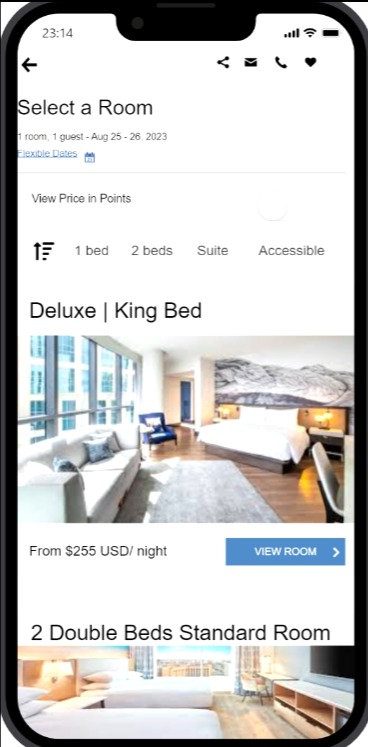 23:14
Select a Room
1 room, 1 guest - Aug 25 - 26, 2023
Flexible Dates
View Price in Points
1 bed 2 beds Suite Accessible
Deluxe | King Bed
From $255 USD/ night
VIEW ROOM
2 Double Beds Standard Room